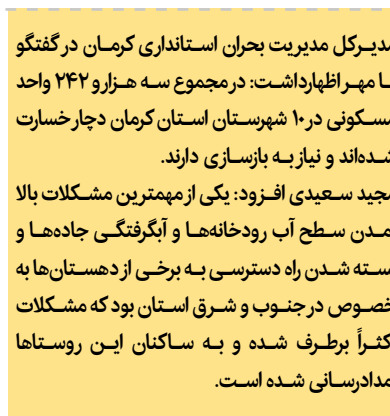 مدیرکل مدیریت بحران استانداری کرمان در گفتگو
با مهر اظهارداشت: در مجموع سه هزار و ۲۴۲ واحد
مسکونی در ۱۰ شهرستان استان کرمان دچار خسارت
شده‌اند و نیاز به بازسازی دارند.
مجید سعیدی افزود: یکی از مهمترین مشکلات بالا
آمدن سطح آب رودخانه‌ها و آبگرفتگی جاده‌ها و
بسته شدن راه دسترسی به برخی از دهستان‌ها به
خصوص در جنوب و شرق استان بود که مشکلات
اکثراً برطرف شده و به ساکنان این روستاها
امدادرسانی شده است.